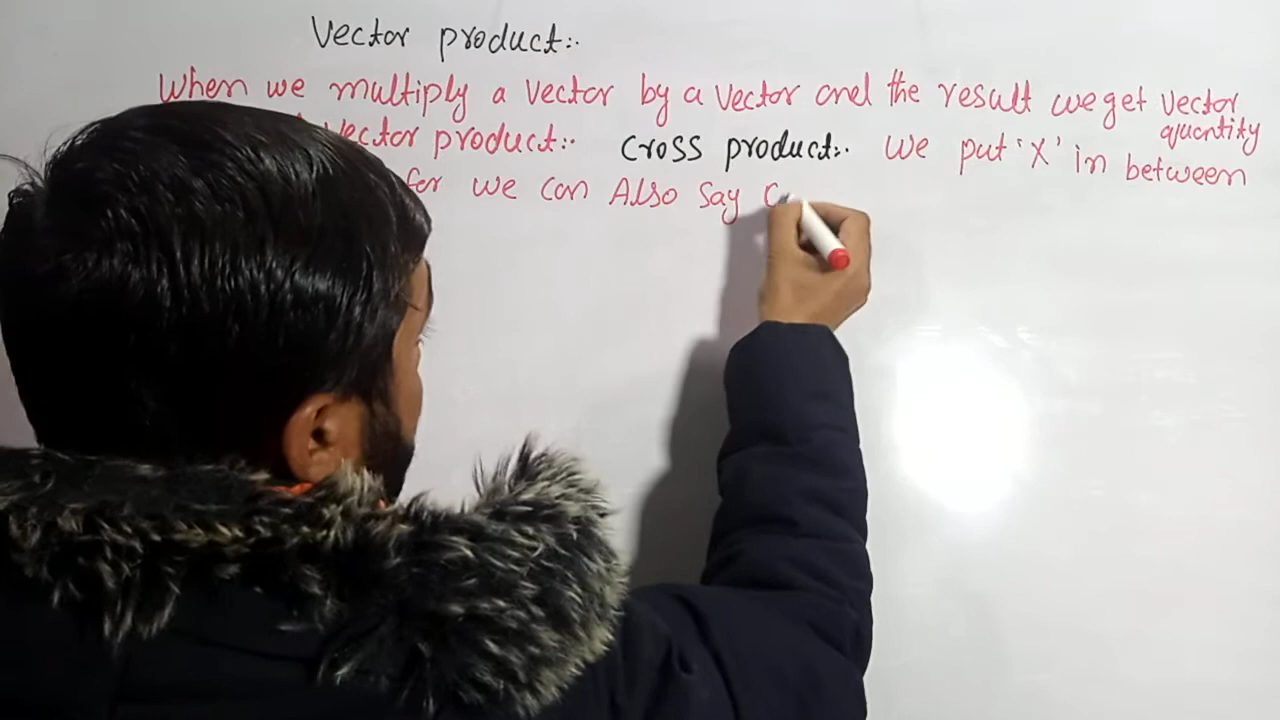 Vector product:.
When we multiply a vector by a vector and the result we get vector quantity
Vector product:. Cross product:. we put 'X' in between
for we can Also say C